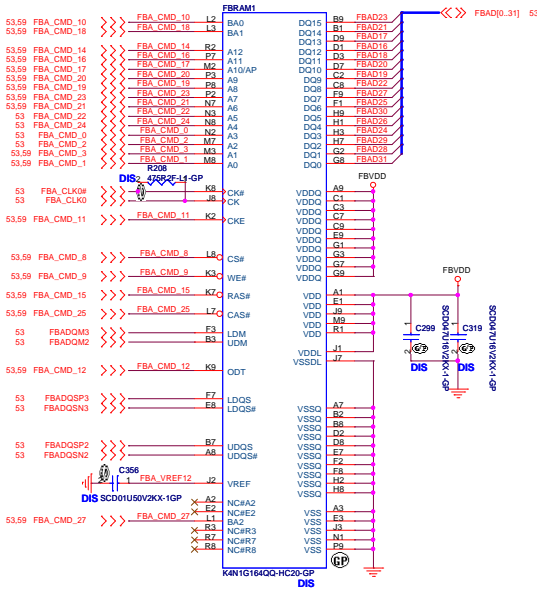 FBRAM1
53,59 FBA_CMD_10 FBA_CMD_10 L2 BA0 DQ15 B9 FBAD23 FBAD[0..31] 53
53,59 FBA_CMD_18 FBA_CMD_18 L3 BA1 DQ14 B1 FBAD21
DQ13 D9 FBAD17
53,59 FBA_CMD_14 FBA_CMD_14 R2 A12 DQ12 D1 FBAD16
53,59 FBA_CMD_16 FBA_CMD_16 P7 A11 DQ11 D3 FBAD18
53,59 FBA_CMD_17 FBA_CMD_17 M2 A10/AP DQ10 D7 FBAD20
53,59 FBA_CMD_20 FBA_CMD_20 P3 A9 DQ9 C2 FBAD19
53,59 FBA_CMD_19 FBA_CMD_19 P8 A8 DQ8 C8 FBAD22
53,59 FBA_CMD_23 FBA_CMD_23 P2 A7 DQ7 F9 FBAD27
53,59 FBA_CMD_21 FBA_CMD_21 N7 A6 DQ6 F1 FBAD25
53 FBA_CMD_22 FBA_CMD_22 N3 A5 DQ5 H9 FBAD30
53 FBA_CMD_24 FBA_CMD_24 N8 A4 DQ4 H1 FBAD26
53 FBA_CMD_0 FBA_CMD_0 N2 A3 DQ3 H3 FBAD24
53 FBA_CMD_2 FBA_CMD_2 M7 A2 DQ2 H7 FBAD29
53,59 FBA_CMD_3 FBA_CMD_3 M3 A1 DQ1 G2 FBAD28
53,59 FBA_CMD_1 FBA_CMD_1 M8 A0 DQ0 G8 FBAD31
R208
DIS 475R2F-L1-GP
FBVDD
53 FBA_CLK0# K8 CK# VDDQ A9
53 FBA_CLK0 J8 CK VDDQ C1
VDDQ C3
53,59 FBA_CMD_11 FBA_CMD_11 K2 CKE VDDQ C7
VDDQ C9
VDDQ E9
VDDQ G1
53,59 FBA_CMD_8 FBA_CMD_8 L8 CS# VDDQ G3
VDDQ G7
53,59 FBA_CMD_9 FBA_CMD_9 K3 WE# VDDQ G9
FBVDD
53,59 FBA_CMD_15 FBA_CMD_15 K7 RAS# VDD A1
VDD E1
53,59 FBA_CMD_25 FBA_CMD_25 L7 CAS# VDD J9
VDD M9
53 FBADQM3 F3 LDM VDD R1
53 FBADQM2 B3 UDM
1 C299 1 C319
SCD047U16V2KX-1-GP
SCD047U16V2KX-1-GP
VDDL J1
VSSDL J7
2 GP 2 GP
DIS DIS
53,59 FBA_CMD_12 FBA_CMD_12 K9 ODT
53 FBADQSP3 F7 LDQS VSSQ A7
53 FBADQSN3 E8 LDQS# VSSQ B2
VSSQ B8
VSSQ D2
53 FBADQSP2 B7 UDQS VSSQ D8
53 FBADQSN2 A8 UDQS# VSSQ E7
VSSQ F2
VSSQ F8
C356
1 FBA_VREF12 J2 VREF VSSQ H2
VSSQ H8
DIS SCD01U50V2KX-1GP
A2 NC#A2 VSS A3
E2 NC#E2 VSS E3
53,59 FBA_CMD_27 FBA_CMD_27 L1 BA2
R3 NC#R3 VSS J3
R7 NC#R7 VSS N1
R8 NC#R8 VSS P9
GP
K4N1G164QQ-HC20-GP
DIS